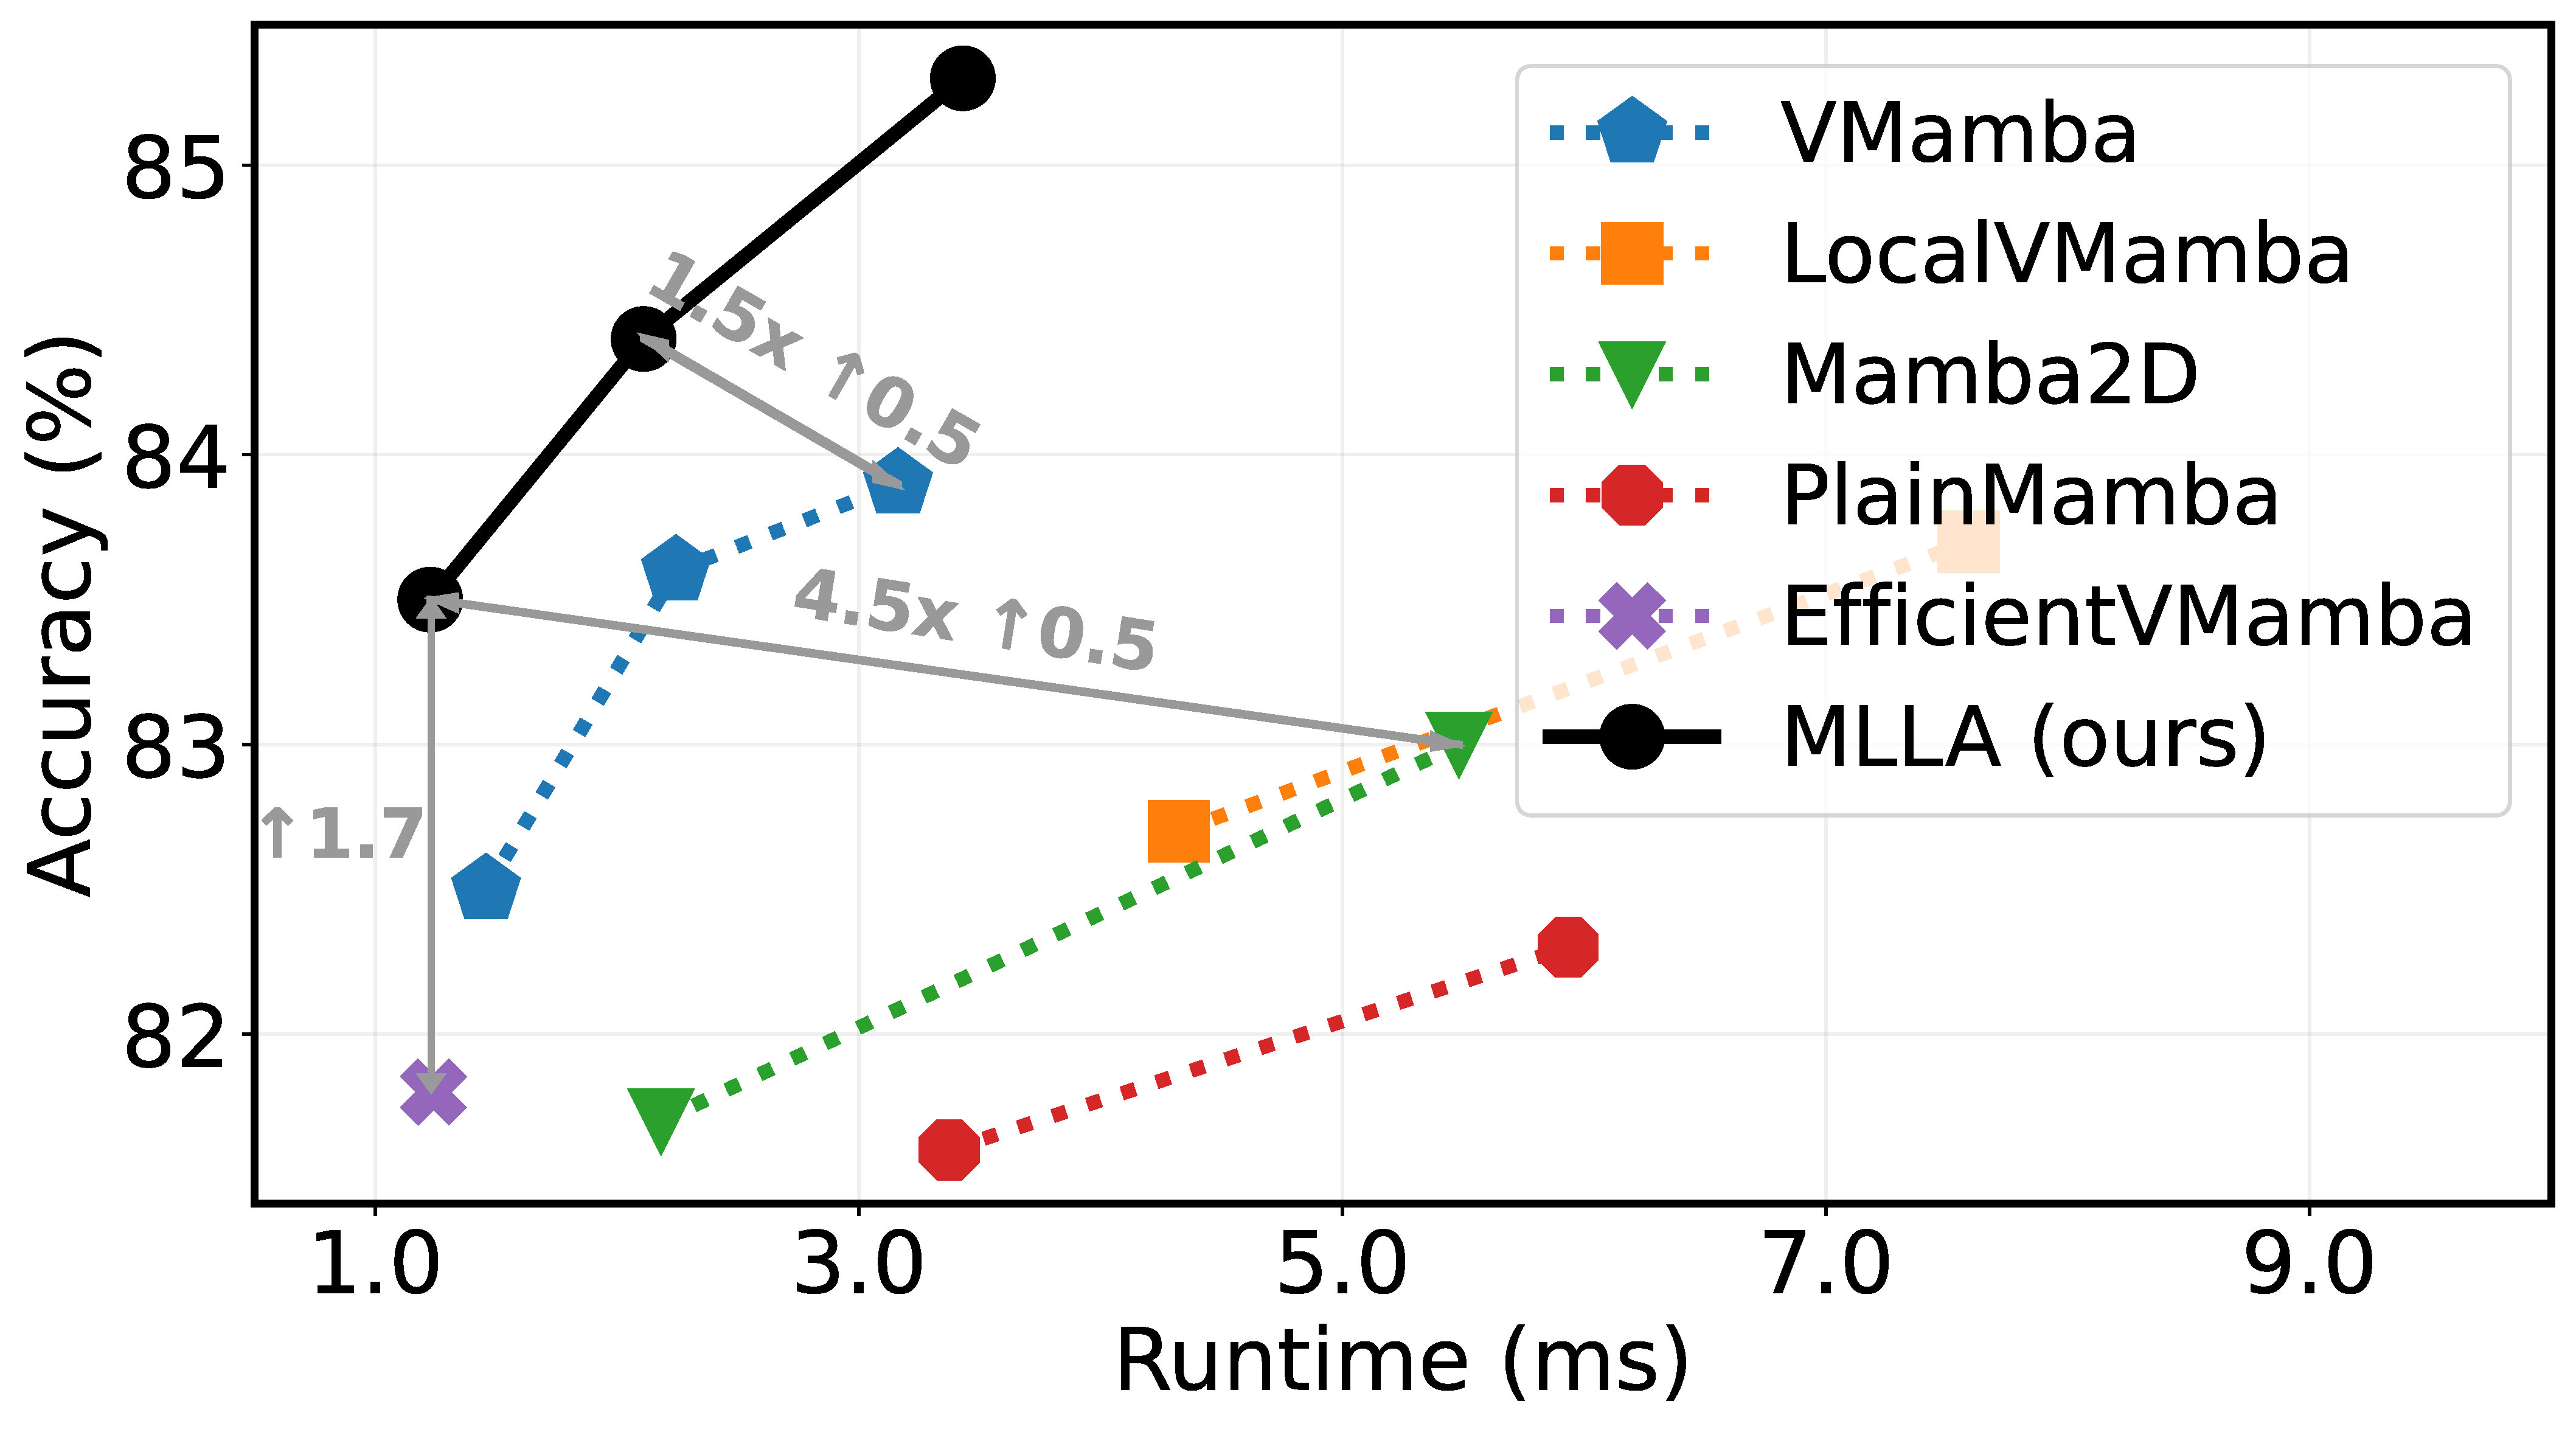 Accuracy (%)
85
84
83
82
1.5x ↑0.5
4.5x ↑0.5
↑1.7
VMamba
LocalVMamba
Mamba2D
PlainMamba
EfficientVMamba
MLLA (ours)
1.0 3.0 5.0 7.0 9.0
Runtime (ms)